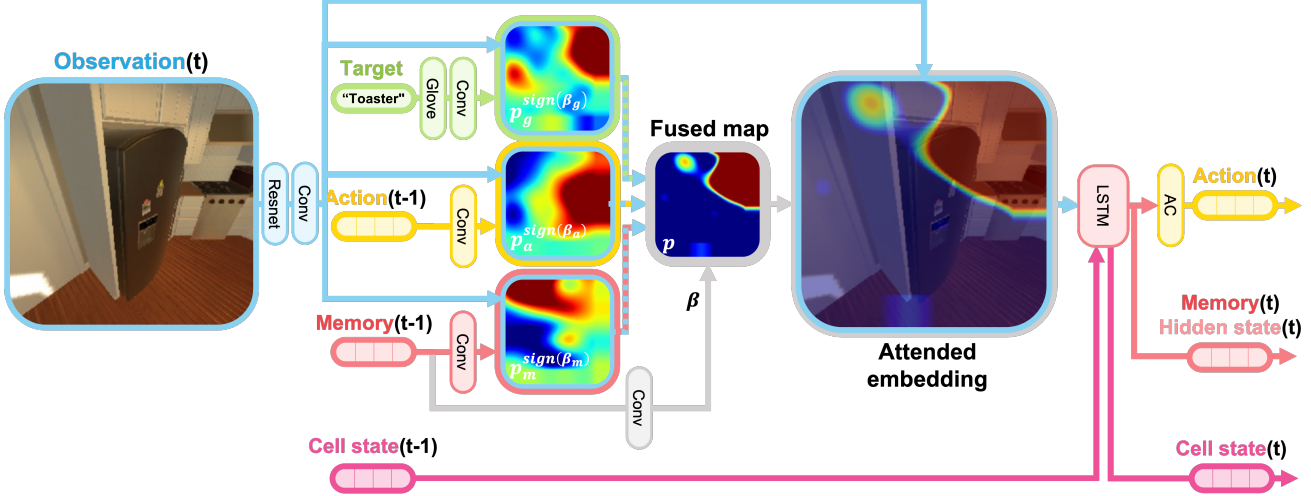 Observation(t)
Resnet
Conv
Target
"Toaster"
Glove
Conv
p_g^{sign(β_g)}
Action(t-1)
Conv
p_a^{sign(β_a)}
Memory(t-1)
Conv
p_m^{sign(β_m)}
Conv
β
Fused map
p
Attended
embedding
LSTM
AC
Action(t)
Memory(t)
Hidden state(t)
Cell state(t-1)
Cell state(t)